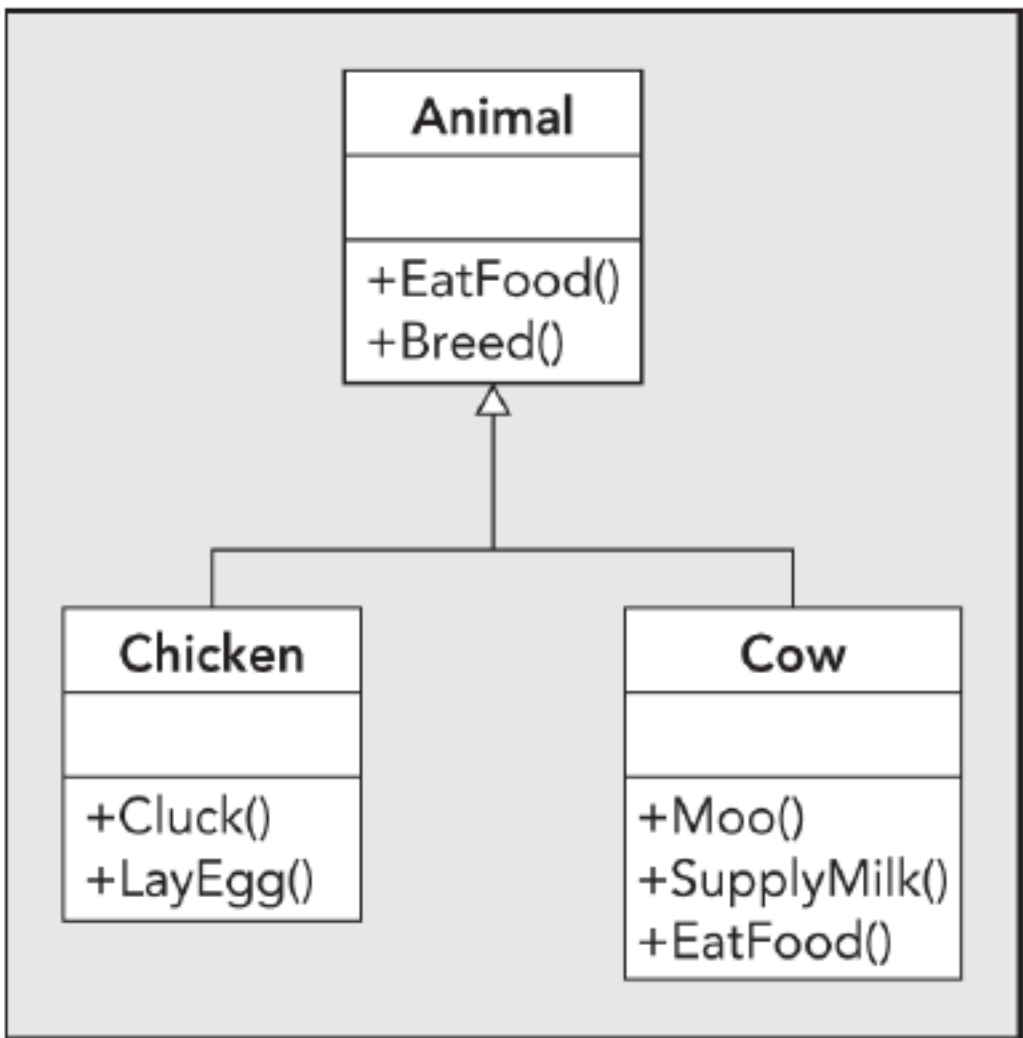 Animal
+EatFood()
+Breed()
Chicken
+Cluck()
+LayEgg()
Cow
+Moo()
+SupplyMilk()
+EatFood()